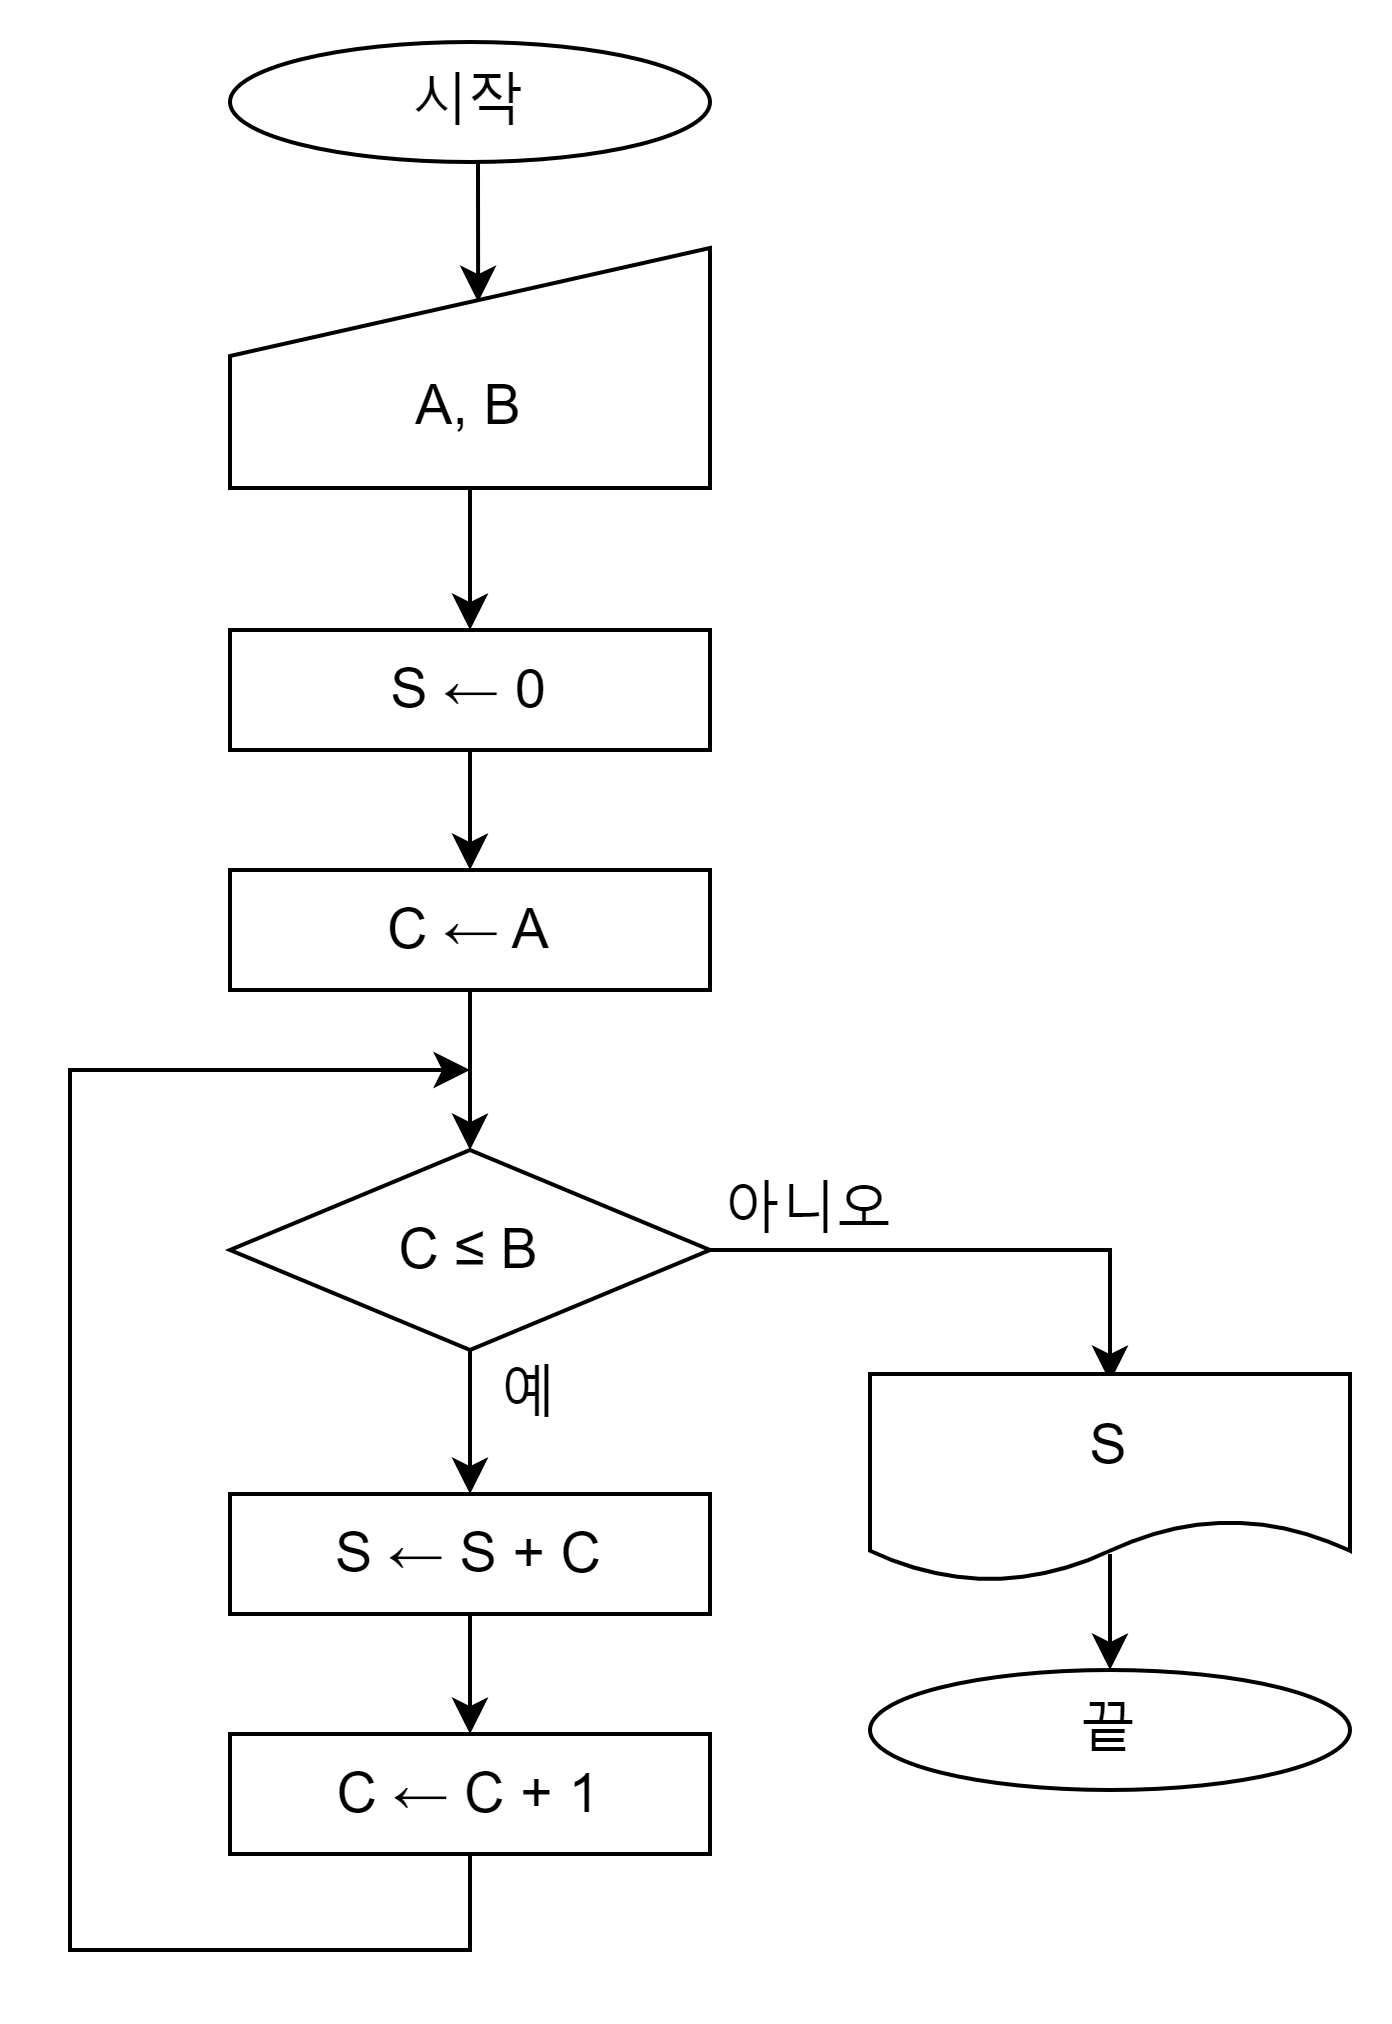 시작
A, B
S ← 0
C ← A
C ≤ B
아니오
예
S
S ← S + C
끝
C ← C + 1